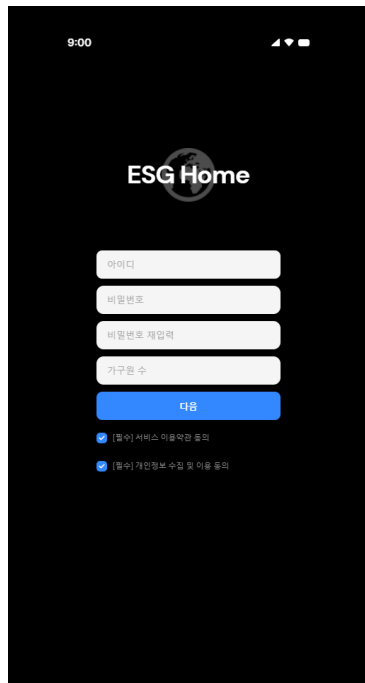 9:00
ESG Home
아이디
비밀번호
비밀번호 재입력
가구원 수
다음
[필수] 서비스 이용약관 동의
[필수] 개인정보 수집 및 이용 동의